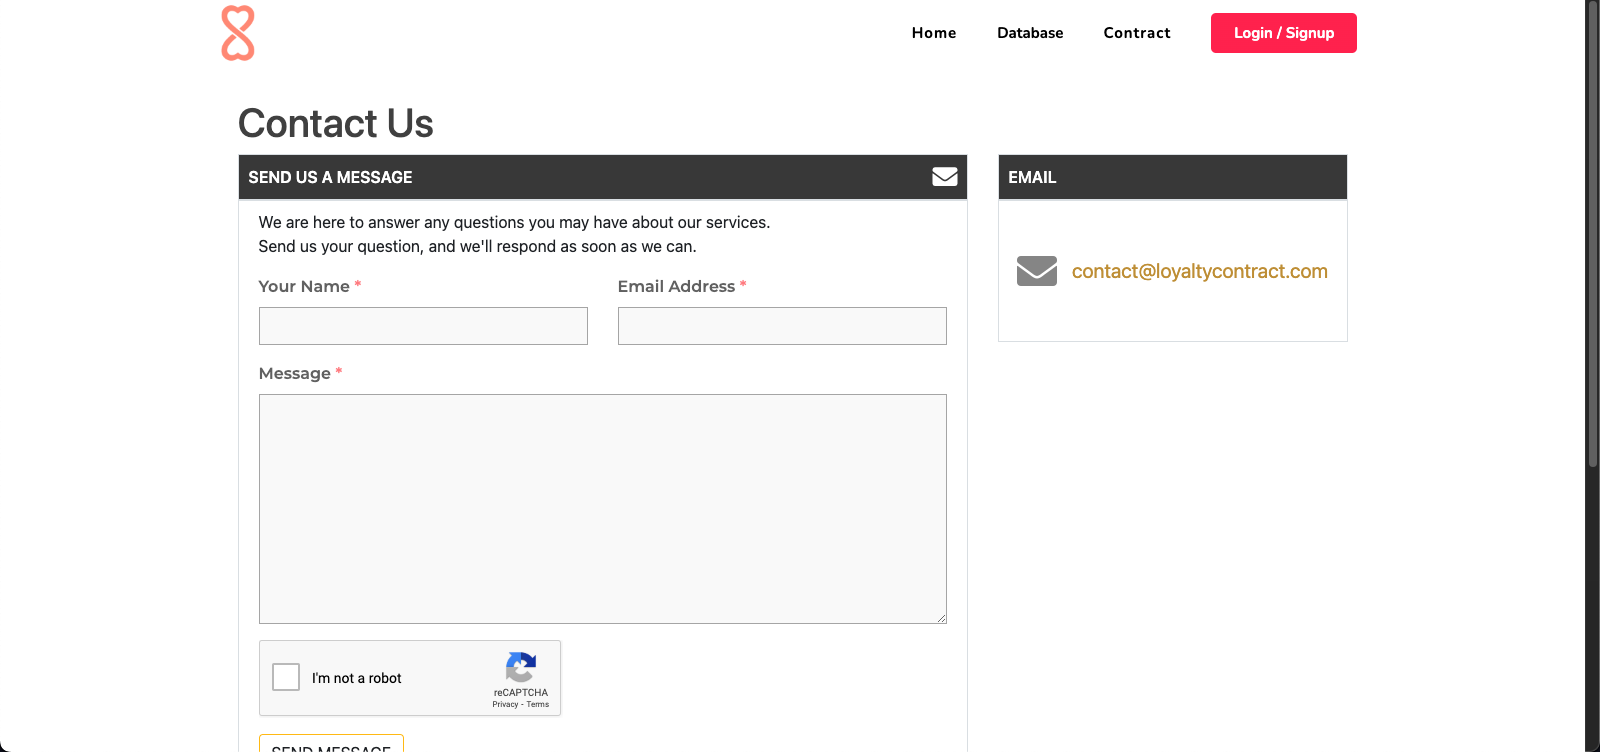 Home
Database
Contract
Login / Signup
Contact Us
SEND US A MESSAGE
We are here to answer any questions you may have about our services.
Send us your question, and we'll respond as soon as we can.
Your Name *
Email Address *
Message *
I'm not a robot
reCAPTCHA
Privacy - Terms
SEND MESSAGE
EMAIL
contact@loyaltycontract.com